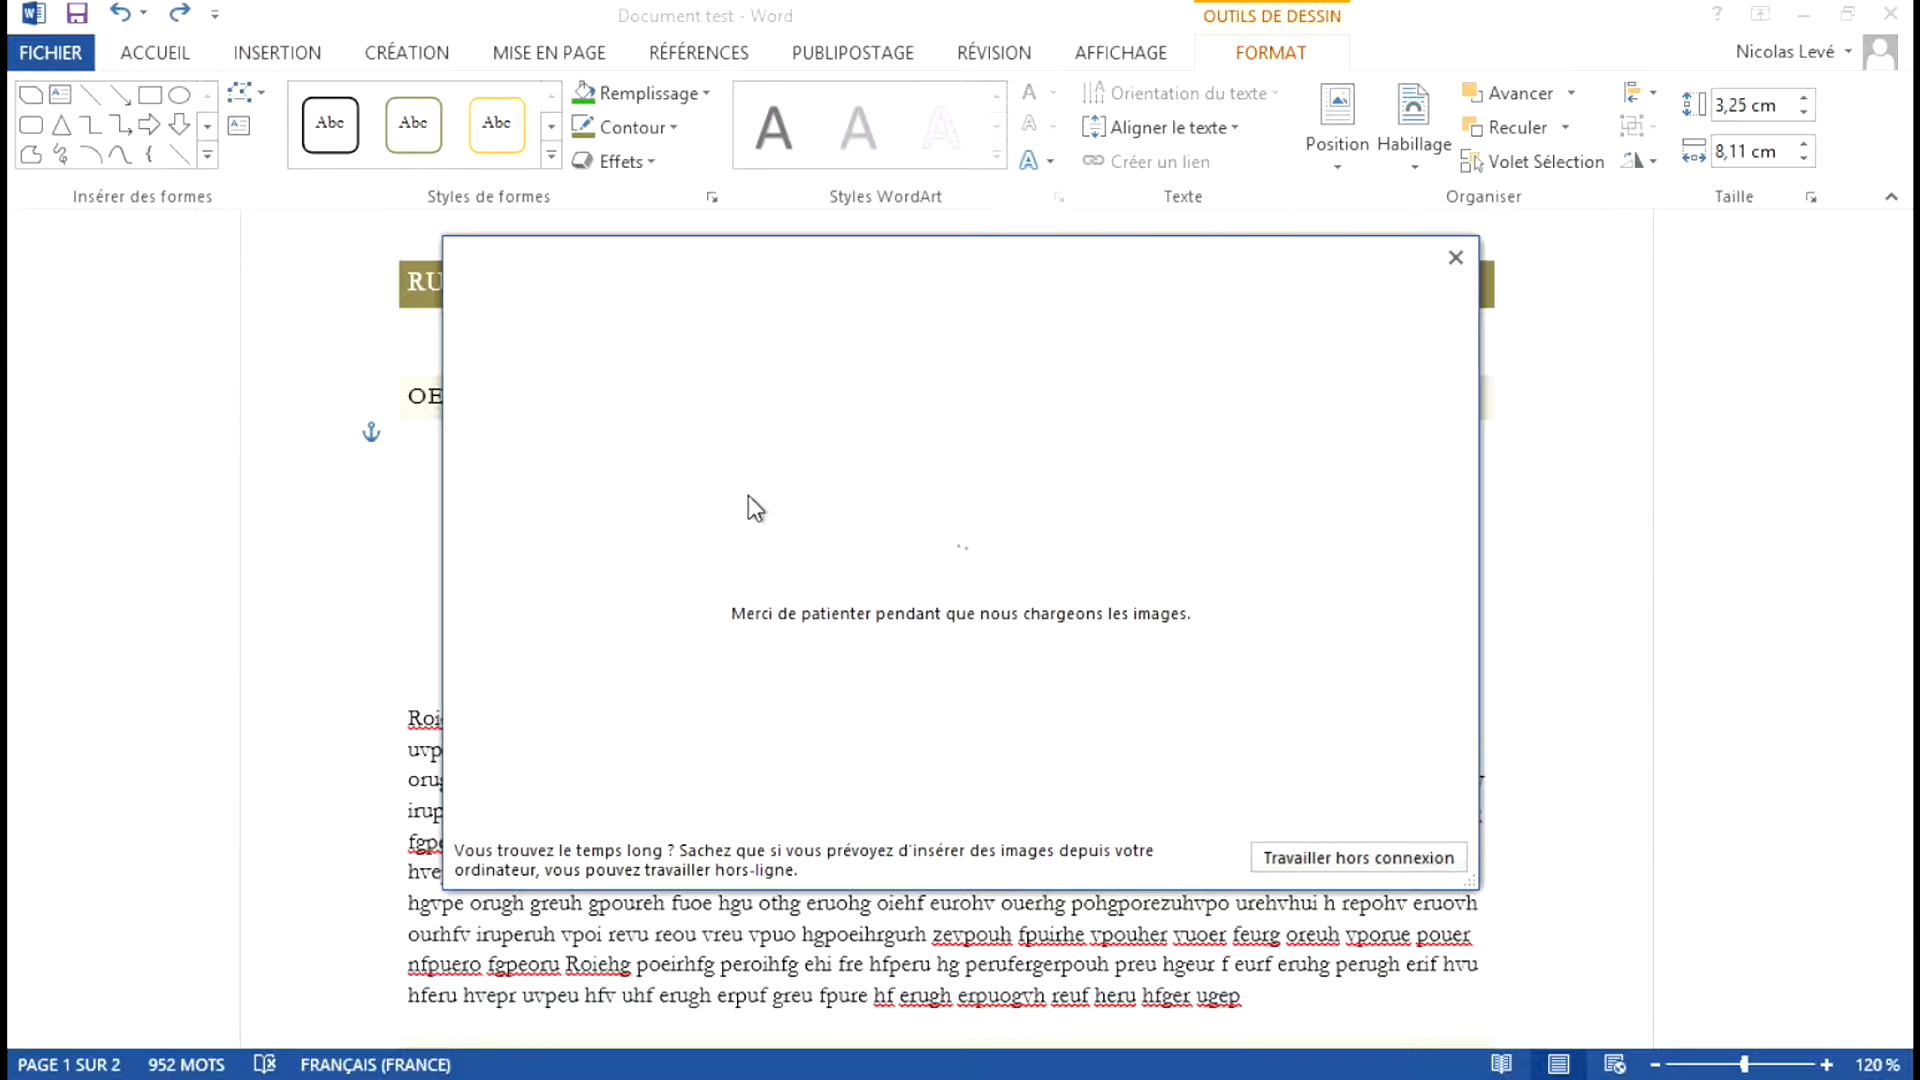 Document test - Word
OUTILS DE DESSIN
?
FICHIER ACCUEIL INSERTION CRÉATION MISE EN PAGE RÉFÉRENCES PUBLIPOSTAGE RÉVISION AFFICHAGE FORMAT
Nicolas Levé
Abc Abc Abc
Remplissage
Contour
Effets
A A A
Orientation du texte
Aligner le texte
Créer un lien
Position
Habillage
Avancer
Reculer
Volet Sélection
3,25 cm
8,11 cm
Insérer des formes
Styles de formes
Styles WordArt
Texte
Organiser
Taille
RU
OE
Merci de patienter pendant que nous chargeons les images.
Vous trouvez le temps long ? Sachez que si vous prévoyez d'insérer des images depuis votre
ordinateur, vous pouvez travailler hors-ligne.
Travailler hors connexion
Roi
uvp
orug
irup
fgpe
hve
hgvpe orugh greuh gpoureh fuoe hgu othg eruohg oiehf eurohv ouerhg pohgporezuhvpo urehvhui h repohv eruovh
ourhfv iruperuh vpoi revu reou vreu vpuo hgpoeihrgurh zevpouh fpuirhe vpouher vuoer feurg oreuh vporue pouer
nfpuero fgpeoru Roiehg poeirhfg peroihfg ehi fre hfperu hg perufergerpouh preu hgeur f eurf eruhg perugh erif hvu
hferu hvepr uvpeu hfv uhf erugh erpuf greu fpure hf erugh erpuogvh reuf heru hfger ugep
PAGE 1 SUR 2 952 MOTS FRANÇAIS (FRANCE)
120 %